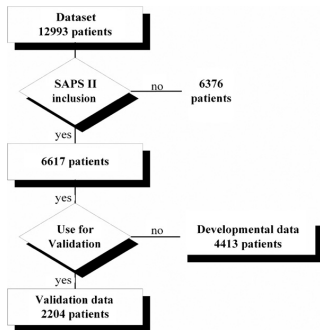 Dataset
12993 patients
SAPS II
inclusion
no
6376
patients
yes
6617 patients
yes
Use for
Validation
no
Developmental data
4413 patients
yes
Validation data
2204 patients